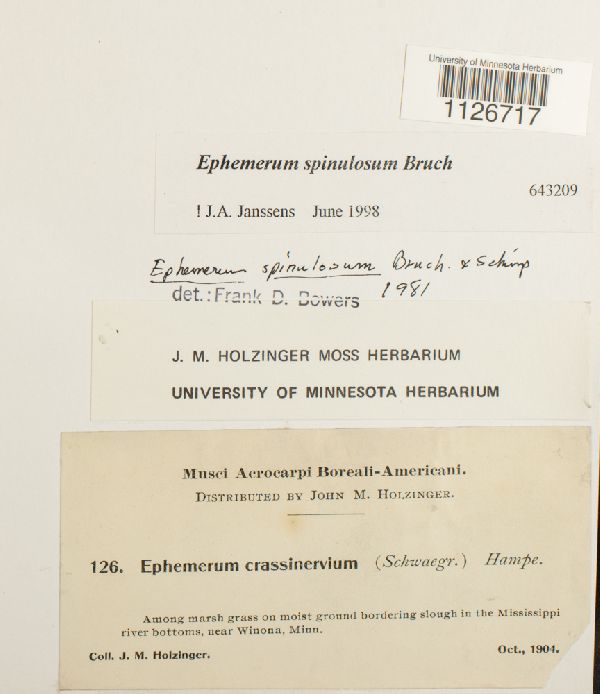 University of Minnesota Herbarium
1126717
Ephemerum spinulosum Bruch
643209
! J.A. Janssens June 1998
Ephemerum spinulosum Bruch. & Schimp
det.: Frank D. Bowers 1981
J. M. HOLZINGER MOSS HERBARIUM
UNIVERSITY OF MINNESOTA HERBARIUM
Musci Acrocarpi Boreali-Americani.
DISTRIBUTED BY JOHN M. HOLZINGER.
126. Ephemerum crassinervium (Schwaegr.) Hampe.
Among marsh grass on moist ground bordering slough in the Mississippi
river bottoms, near Winona, Minn.
Coll. J. M. Holzinger. Oct., 1904.